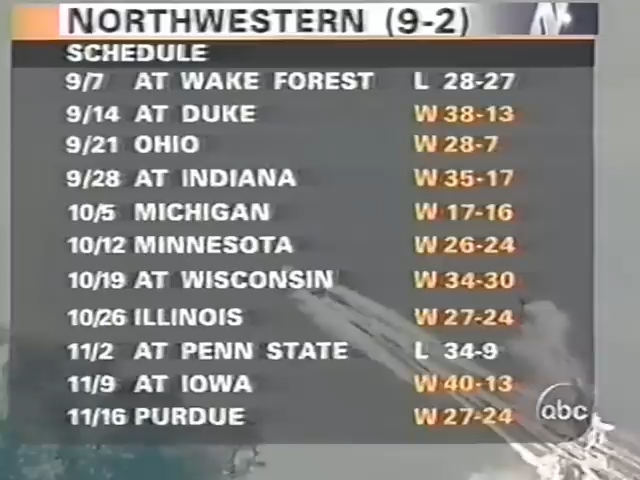 NORTHWESTERN (9-2)
SCHEDULE
9/7 AT WAKE FOREST L 28-27
9/14 AT DUKE W 38-13
9/21 OHIO W 28-7
9/28 AT INDIANA W 35-17
10/5 MICHIGAN W 17-16
10/12 MINNESOTA W 26-24
10/19 AT WISCONSIN W 34-30
10/26 ILLINOIS W 27-24
11/2 AT PENN STATE L 34-9
11/9 AT IOWA W 40-13
11/16 PURDUE W 27-24
abc